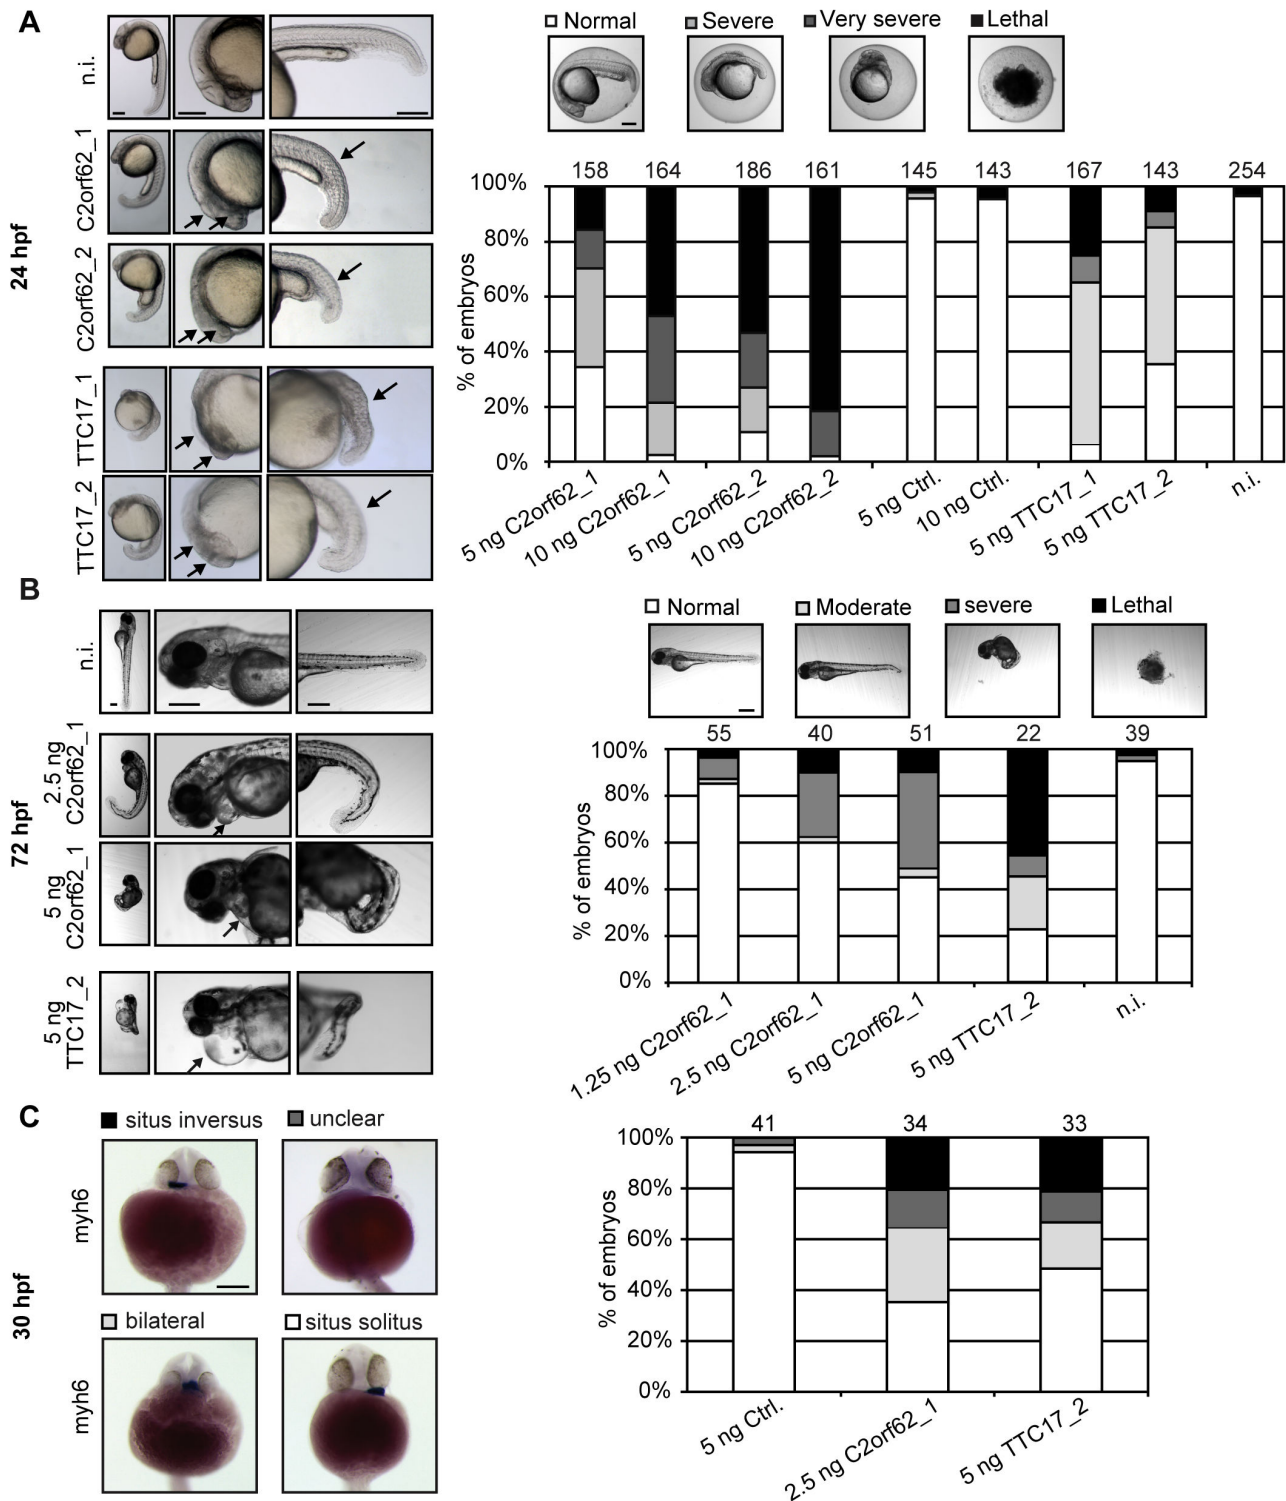 A
24 hpf
n.i.
C2orf62_1
C2orf62_2
TTC17_1
TTC17_2
Normal
Severe
Very severe
Lethal
158 164 186 161 145 143 167 143 254
% of embryos
100%
80%
60%
40%
20%
0%
5 ng C2orf62_1
10 ng C2orf62_1
5 ng C2orf62_2
10 ng C2orf62_2
5 ng Ctrl.
10 ng Ctrl.
5 ng TTC17_1
5 ng TTC17_2
n.i.
B
72 hpf
n.i.
2.5 ng
C2orf62_1
5 ng
C2orf62_1
5 ng
TTC17_2
Normal
Moderate
severe
Lethal
55 40 51 22 39
% of embryos
100%
80%
60%
40%
20%
0%
1.25 ng C2orf62_1
2.5 ng C2orf62_1
5 ng C2orf62_1
5 ng TTC17_2
n.i.
C
30 hpf
situs inversus
unclear
myh6
bilateral
situs solitus
myh6
41 34 33
% of embryos
100%
80%
60%
40%
20%
0%
5 ng Ctrl.
2.5 ng C2orf62_1
5 ng TTC17_2